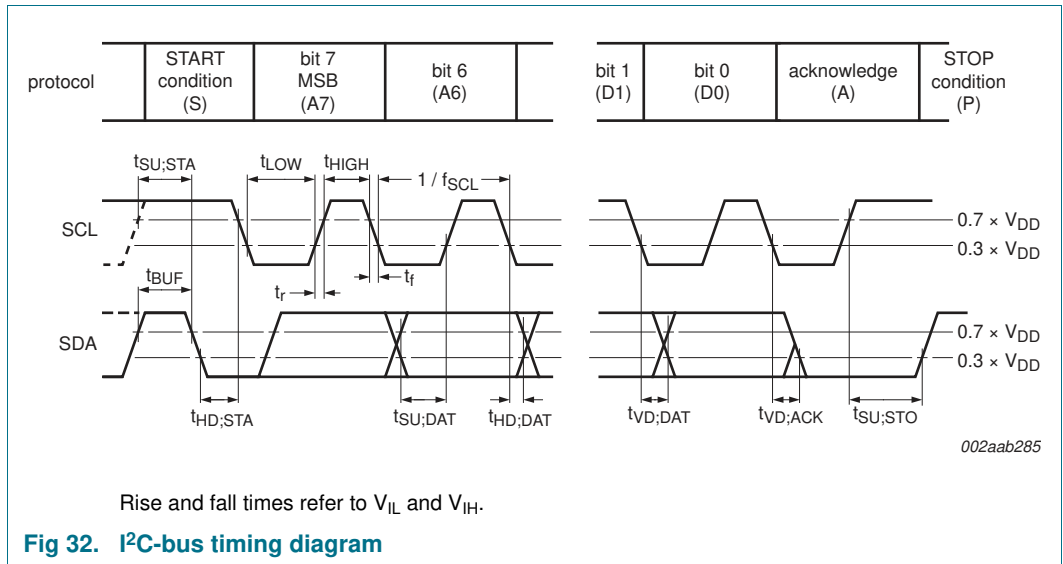 protocol
START
condition
(S)
bit 7
MSB
(A7)
bit 6
(A6)
bit 1
(D1)
bit 0
(D0)
acknowledge
(A)
STOP
condition
(P)
tSU;STA
tLOW
tHIGH
1 / fSCL
SCL
0.7 × VDD
0.3 × VDD
tBUF
tr
tf
SDA
0.7 × VDD
0.3 × VDD
tHD;STA
tSU;DAT
tHD;DAT
tVD;DAT
tVD;ACK
tSU;STO
002aab285
Rise and fall times refer to VIL and VIH.
Fig 32. I²C-bus timing diagram